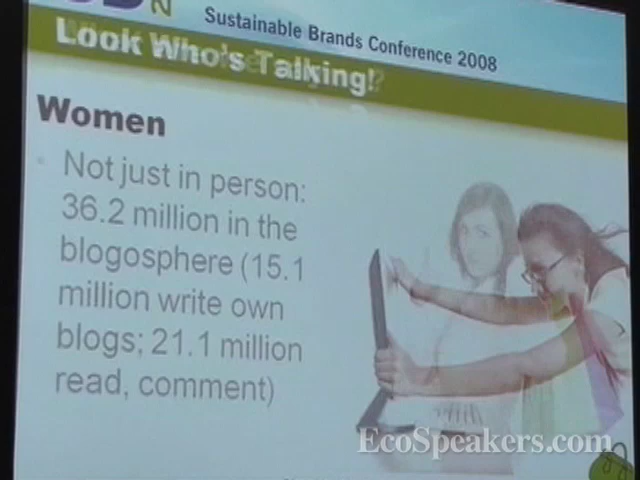 Sustainable Brands Conference 2008
Look Who's Talking!
Women
Not just in person:
36.2 million in the
blogosphere (15.1
million write own
blogs; 21.1 million
read, comment)
EcoSpeakers.com